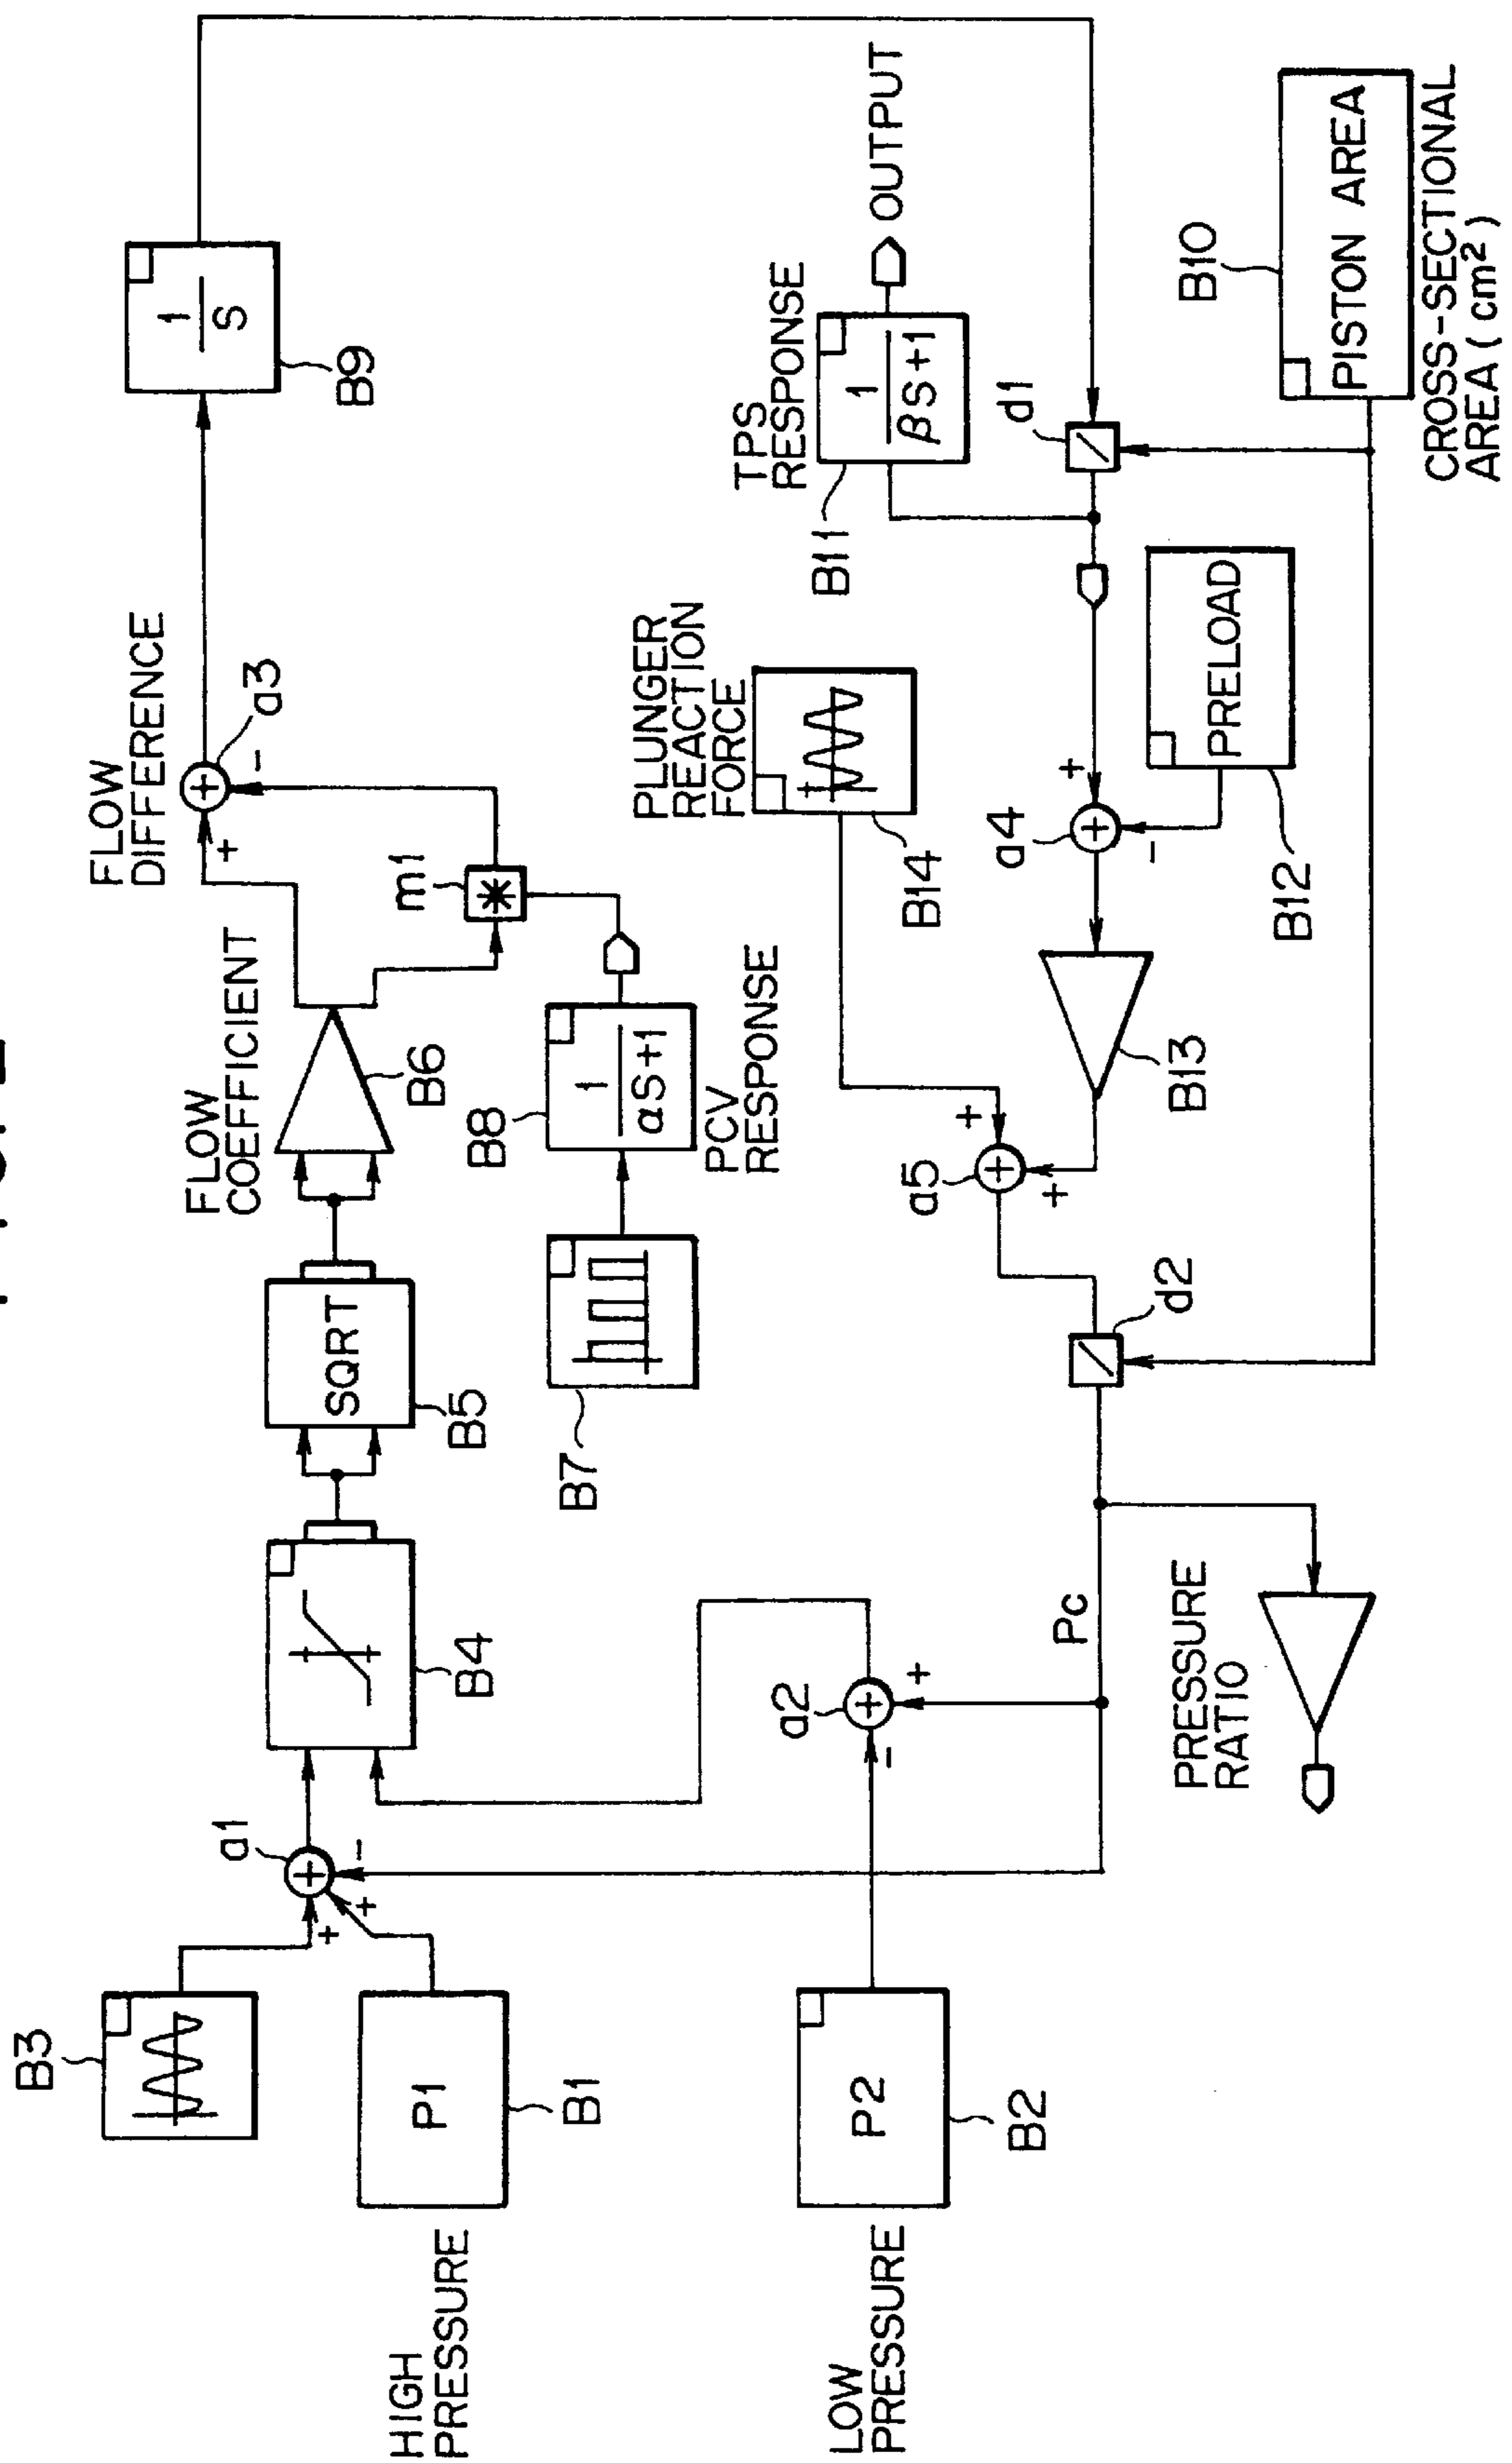 B3
HIGH
PRESSURE
P1
B1
LOW
PRESSURE
P2
B2
a1
+
+
-
B4
SQRT
B5
FLOW
COEFFICIENT
B6
FLOW
DIFFERENCE
+
-
a3
1
S
B9
m1
*
B7
B8
1
αS+1
PCV
RESPONSE
a2
-
+
Pc
PRESSURE
RATIO
d2
a5
+
+
PLUNGER
REACTION
FORCE
B14
B13
a4
+
-
PRELOAD
B12
TPS
RESPONSE
1
βS+1
B11
OUTPUT
d1
B10
PISTON AREA
CROSS-SECTIONAL
AREA (cm²)